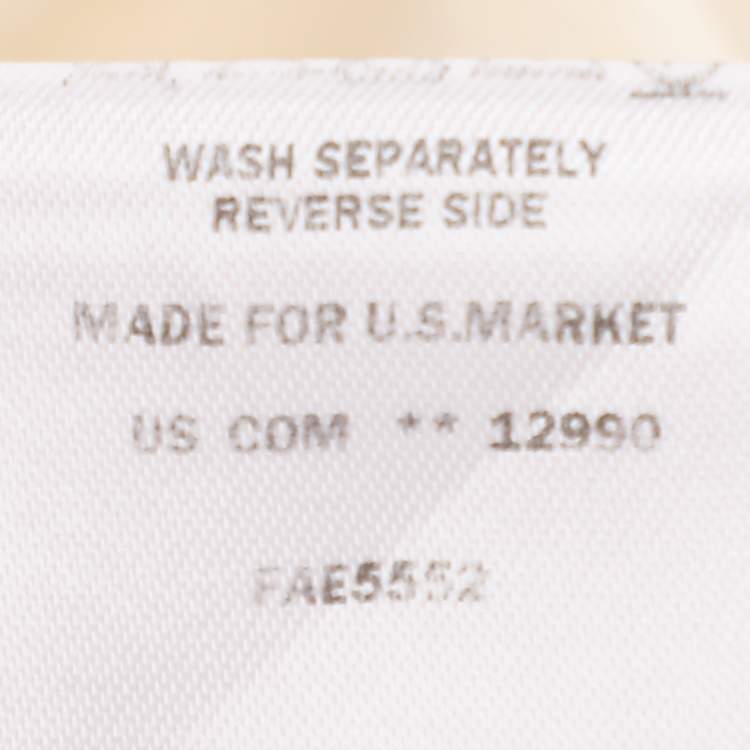 WASH SEPARATELY
REVERSE SIDE
MADE FOR U.S.MARKET
US COM ** 12990
FAE5552